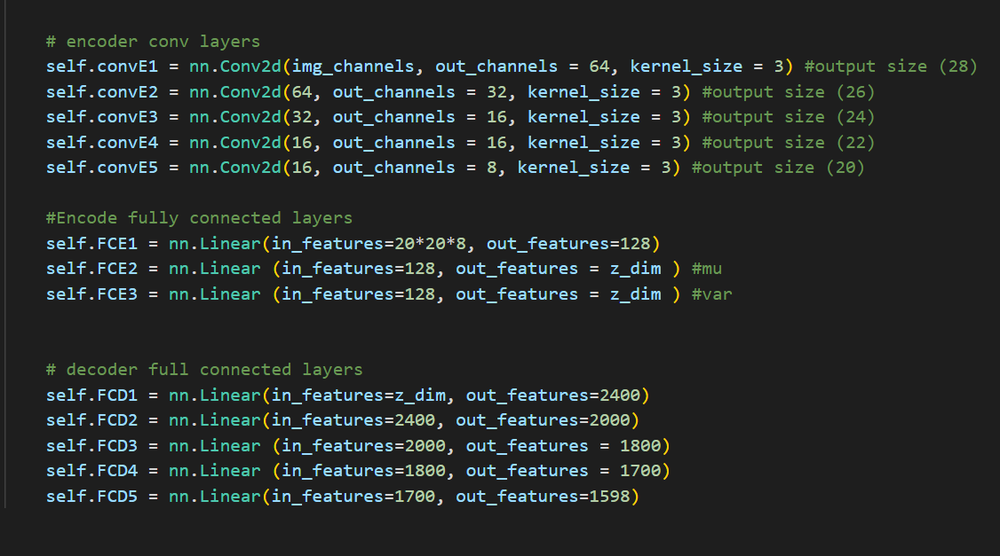 # encoder conv layers
self.convE1 = nn.Conv2d(img_channels, out_channels = 64, kernel_size = 3) #output size (28)
self.convE2 = nn.Conv2d(64, out_channels = 32, kernel_size = 3) #output size (26)
self.convE3 = nn.Conv2d(32, out_channels = 16, kernel_size = 3) #output size (24)
self.convE4 = nn.Conv2d(16, out_channels = 16, kernel_size = 3) #output size (22)
self.convE5 = nn.Conv2d(16, out_channels = 8, kernel_size = 3) #output size (20)
#Encode fully connected layers
self.FCE1 = nn.Linear(in_features=20*20*8, out_features=128)
self.FCE2 = nn.Linear (in_features=128, out_features = z_dim ) #mu
self.FCE3 = nn.Linear (in_features=128, out_features = z_dim ) #var
# decoder full connected layers
self.FCD1 = nn.Linear(in_features=z_dim, out_features=2400)
self.FCD2 = nn.Linear(in_features=2400, out_features=2000)
self.FCD3 = nn.Linear (in_features=2000, out_features = 1800)
self.FCD4 = nn.Linear (in_features=1800, out_features = 1700)
self.FCD5 = nn.Linear(in_features=1700, out_features=1598)